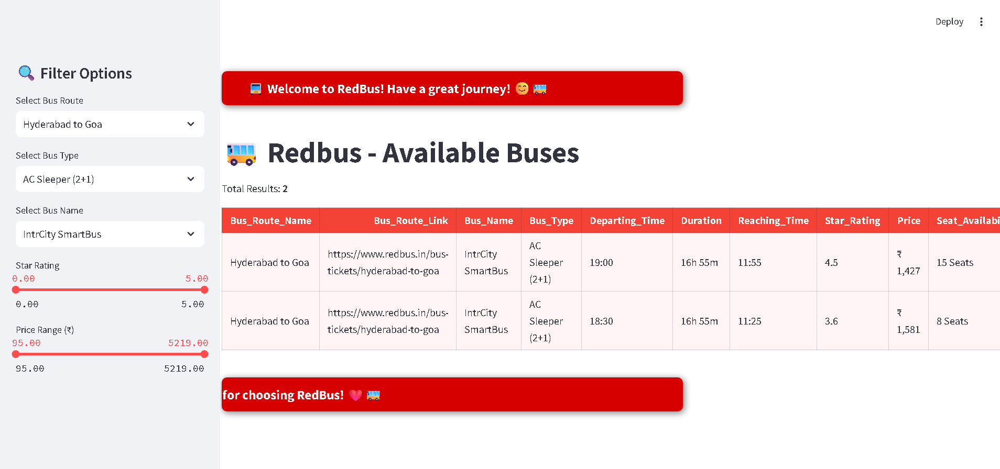 Deploy
Filter Options
Select Bus Route
Hyderabad to Goa
Select Bus Type
AC Sleeper (2+1)
Select Bus Name
IntrCity SmartBus
Star Rating
0.00 5.00
0.00 5.00
Price Range (₹)
95.00 5219.00
95.00 5219.00
Welcome to RedBus! Have a great journey!
Redbus - Available Buses
Total Results: 2
Bus_Route_Name Bus_Route_Link Bus_Name Bus_Type Departing_Time Duration Reaching_Time Star_Rating Price Seat_Availabi
Hyderabad to Goa https://www.redbus.in/bus-tickets/hyderabad-to-goa IntrCity SmartBus AC Sleeper (2+1) 19:00 16h 55m 11:55 4.5 ₹ 1,427 15 Seats
Hyderabad to Goa https://www.redbus.in/bus-tickets/hyderabad-to-goa IntrCity SmartBus AC Sleeper (2+1) 18:30 16h 55m 11:25 3.6 ₹ 1,581 8 Seats
for choosing RedBus!